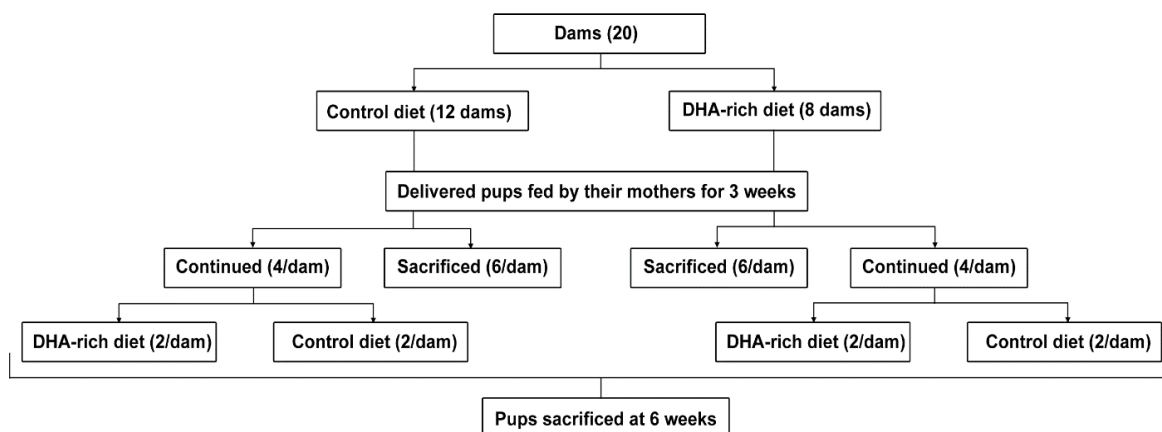 Dams (20)
Control diet (12 dams)
DHA-rich diet (8 dams)
Delivered pups fed by their mothers for 3 weeks
Continued (4/dam)
Sacrificed (6/dam)
Sacrificed (6/dam)
Continued (4/dam)
DHA-rich diet (2/dam)
Control diet (2/dam)
DHA-rich diet (2/dam)
Control diet (2/dam)
Pups sacrificed at 6 weeks